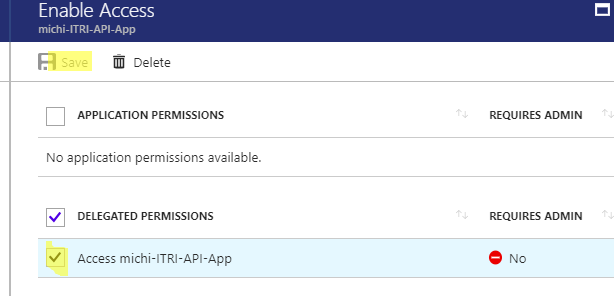 Enable Access
michi-ITRI-API-App
Save Delete
APPLICATION PERMISSIONS REQUIRES ADMIN
No application permissions available.
DELEGATED PERMISSIONS REQUIRES ADMIN
Access michi-ITRI-API-App No